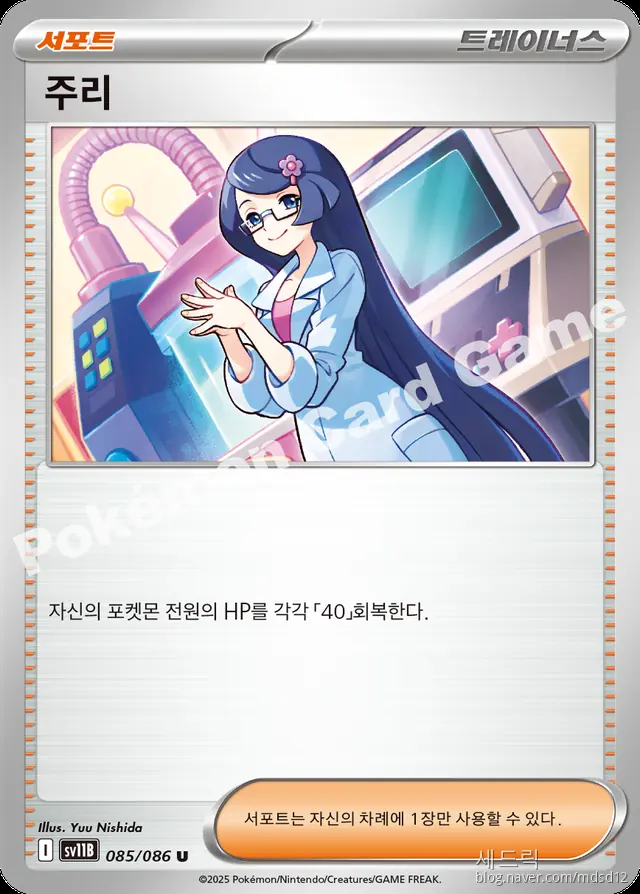 서포트
트레이너스
주리
Pokémon Card Game
자신의 포켓몬 전원의 HP를 각각 「40」회복한다.
서포트는 자신의 차례에 1장만 사용할 수 있다.
Illus. Yuu Nishida
I sv11B 085/086 U
©2025 Pokémon/Nintendo/Creatures/GAME FREAK.
세드릭
blog.naver.com/mdsd12